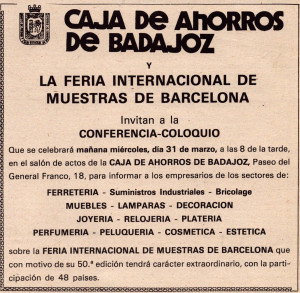 CAJA DE AHORROS
DE BADAJOZ
Y
LA FERIA INTERNACIONAL DE
MUESTRAS DE BARCELONA
Invitan a la
CONFERENCIA-COLOQUIO
Que se celebrará mañana miércoles, día 31 de marzo, a las 8 de la tarde,
en el salón de actos de la CAJA DE AHORROS DE BADAJOZ, Paseo del
General Franco, 18, para informar a los empresarios de los sectores de:
FERRETERIA - Suministros Industriales - Bricolage
MUEBLES - LAMPARAS - DECORACION
JOYERIA - RELOJERIA - PLATERIA
PERFUMERIA - PELUQUERIA - COSMETICA - ESTETICA
sobre la FERIA INTERNACIONAL DE MUESTRAS DE BARCELONA que
con motivo de su 50.ª edición tendrá carácter extraordinario, con la parti-
cipación de 48 países.